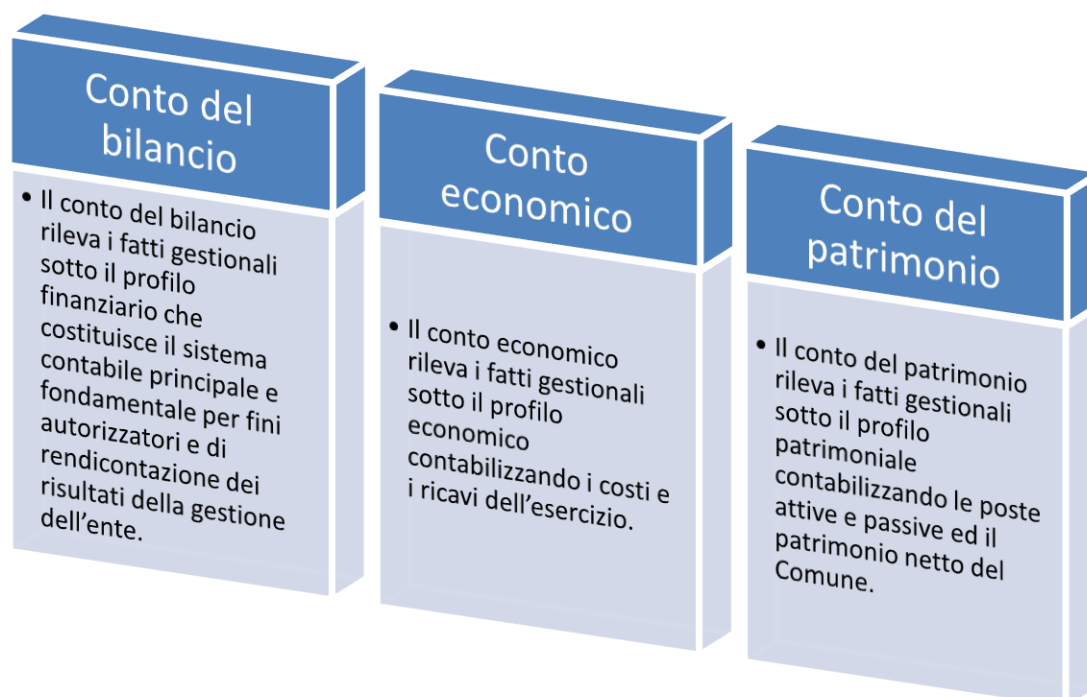 Conto del
bilancio
• Il conto del bilancio
rileva i fatti gestionali
sotto il profilo
finanziario che
costituisce il sistema
contabile principale e
fondamentale per fini
autorizzatori e di
rendicontazione dei
risultati della gestione
dell’ente.
Conto
economico
• Il conto economico
rileva i fatti gestionali
sotto il profilo
economico
contabilizzando i costi e
i ricavi dell’esercizio.
Conto del
patrimonio
• Il conto del patrimonio
rileva i fatti gestionali
sotto il profilo
patrimoniale
contabilizzando le poste
attive e passive ed il
patrimonio netto del
Comune.